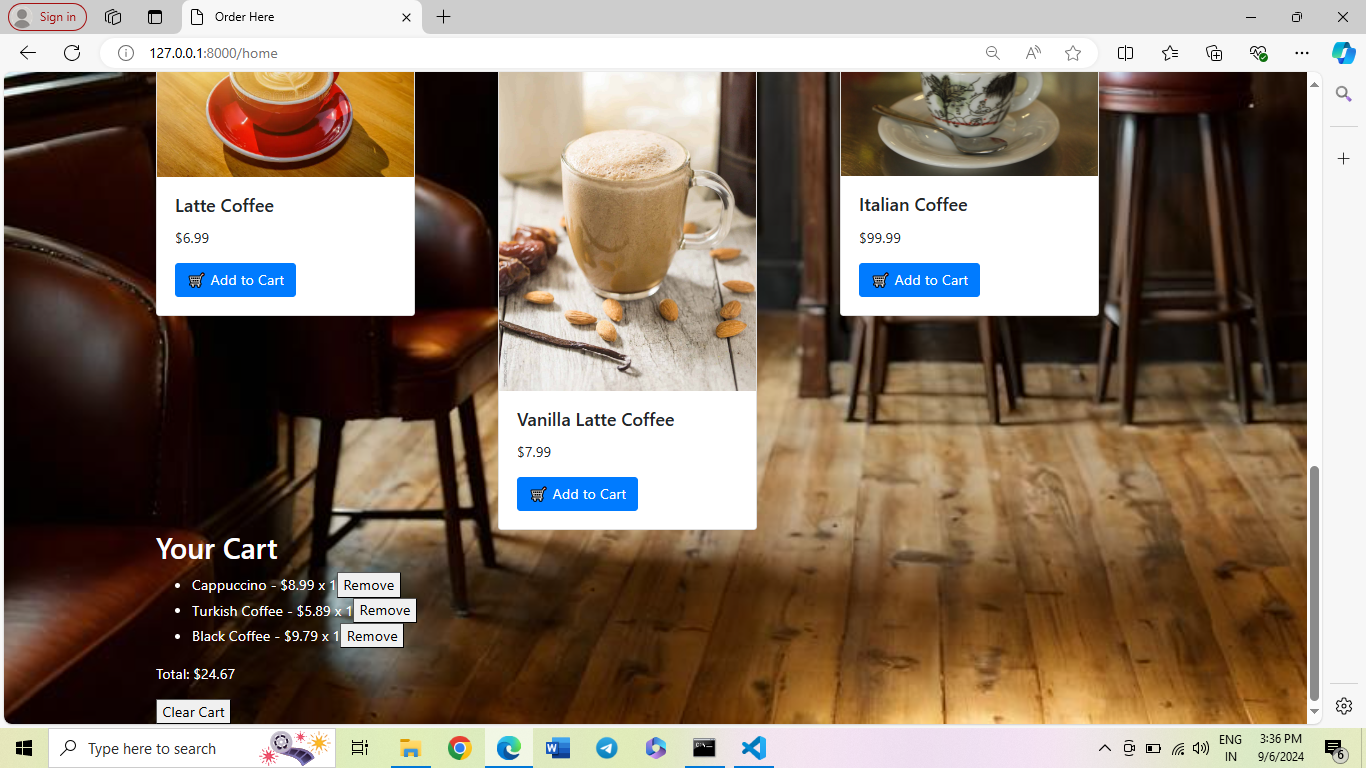 Sign in
Order Here
127.0.0.1:8000/home
Latte Coffee
$6.99
Add to Cart
Vanilla Latte Coffee
$7.99
Add to Cart
Italian Coffee
$99.99
Add to Cart
Your Cart
Cappuccino - $8.99 x 1 Remove
Turkish Coffee - $5.89 x 1 Remove
Black Coffee - $9.79 x 1 Remove
Total: $24.67
Clear Cart
Type here to search
ENG
IN
3:36 PM
9/6/2024
6